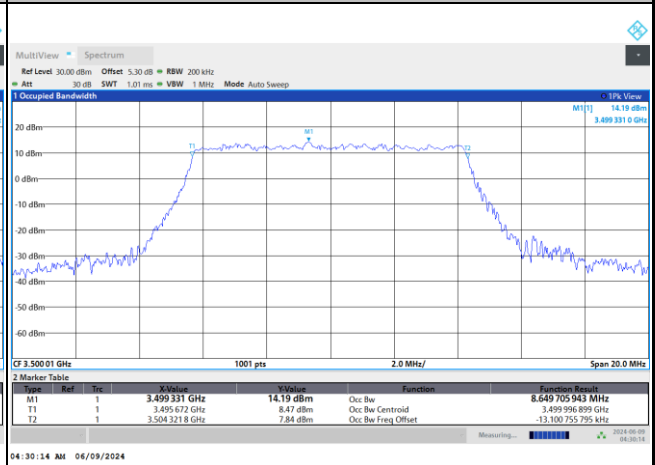 MultiView Spectrum
Ref Level 30.00 dBm Offset 5.30 dB RBW 200 kHz
Att 30 dB SWT 1.01 ms VBW 1 MHz Mode Auto Sweep
1 Occupied Bandwidth 1Pk View
M1[1] 14.19 dBm
3.499 331 0 GHz
20 dBm
M1
T1
T2
10 dBm
0 dBm
-10 dBm
-20 dBm
-30 dBm
-40 dBm
-50 dBm
-60 dBm
CF 3.500 01 GHz 1001 pts 2.0 MHz/ Span 20.0 MHz
2 Marker Table
Type Ref Trc X-Value Y-Value Function Function Result
M1 1 3.499 331 GHz 14.19 dBm Occ Bw 8.649 705 943 MHz
T1 1 3.495 672 GHz 8.47 dBm Occ Bw Centroid 3.499 996 899 GHz
T2 1 3.504 321 8 GHz 7.84 dBm Occ Bw Freq Offset -13.100 755 795 kHz
Measuring... 2024-06-09
04:30:14
04:30:14 AM 06/09/2024